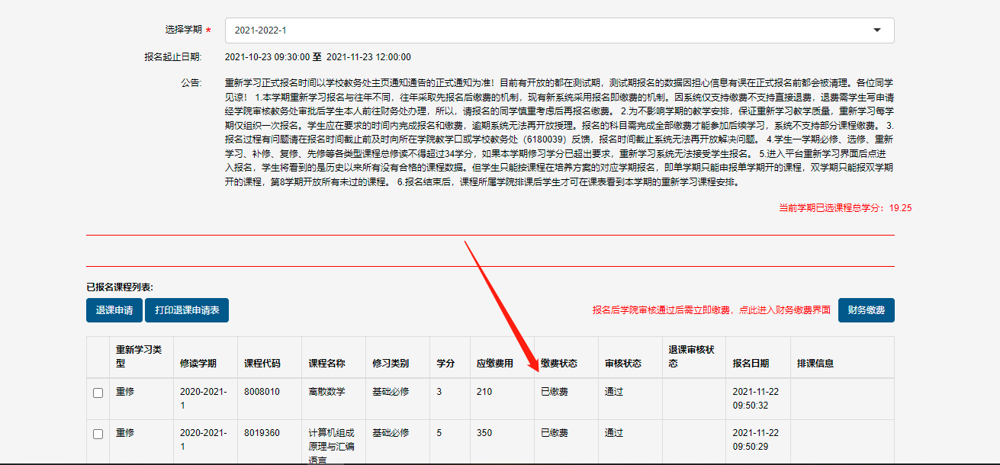 选择学期 * 2021-2022-1
报名起止日期: 2021-10-23 09:30:00 至 2021-11-23 12:00:00
公告: 重新学习正式报名时间以学校教务处主页通知通告的正式通知为准！目前有开放的都在测试期，测试期报名的数据因担心信息有误在正式报名前都会被清理。各位同学
见谅！ 1.本学期重新学习报名与往年不同，往年采取先报名后缴费的机制，现有新系统采用报名即缴费的机制。因系统仅支持缴费不支持直接退费，退费需学生写申请
经学院审核教务处审批后学生本人前往财务处办理，所以，请报名的同学慎重考虑后再报名缴费。 2.为不影响学期的教学安排，保证重新学习教学质量，重新学习每学
期仅组织一次报名。学生应在要求的时间内完成报名和缴费，逾期系统无法再开放授理。报名的科目需完成全部缴费才能参加后续学习，系统不支持部分课程缴费。 3.
报名过程有问题请在报名时间截止前及时向所在学院教学口或学校教务处（6180039）反馈，报名时间截止系统无法再开放解决问题。 4.学生一学期必修、选修、重新
学习、补修、复修、先修等各类型课程总修读不得超过34学分，如果本学期修习学分已超出要求，重新学习系统无法接受学生报名。 5.进入平台重新学习界面后点进
入报名，学生将看到的是历史以来所有没有合格的课程数据。但学生只能按课程在培养方案的对应学期报名，即单学期只能申报单学期开的课程，双学期只能报双学期
开的课程，第8学期开放所有未过的课程。 6.报名结束后，课程所属学院排课后学生才可在课表看到本学期的重新学习课程安排。
当前学期已选课程总学分：19.25
已报名课程列表:
退课申请 打印退课申请表 报名后学院审核通过后需立即缴费，点此进入财务缴费界面 财务缴费
重新学习类
型 修读学期 课程代码 课程名称 修习类别 学分 应缴费用 缴费状态 审核状态 退课审核状
态 报名日期 排课信息
重修 2020-2021- 8008010 离散数学 基础必修 3 210 已缴费 通过 2021-11-22
1 09:50:32
重修 2020-2021- 8019360 计算机组成 基础必修 5 350 已缴费 通过 2021-11-22
1 原理与汇编 09:50:29
语言